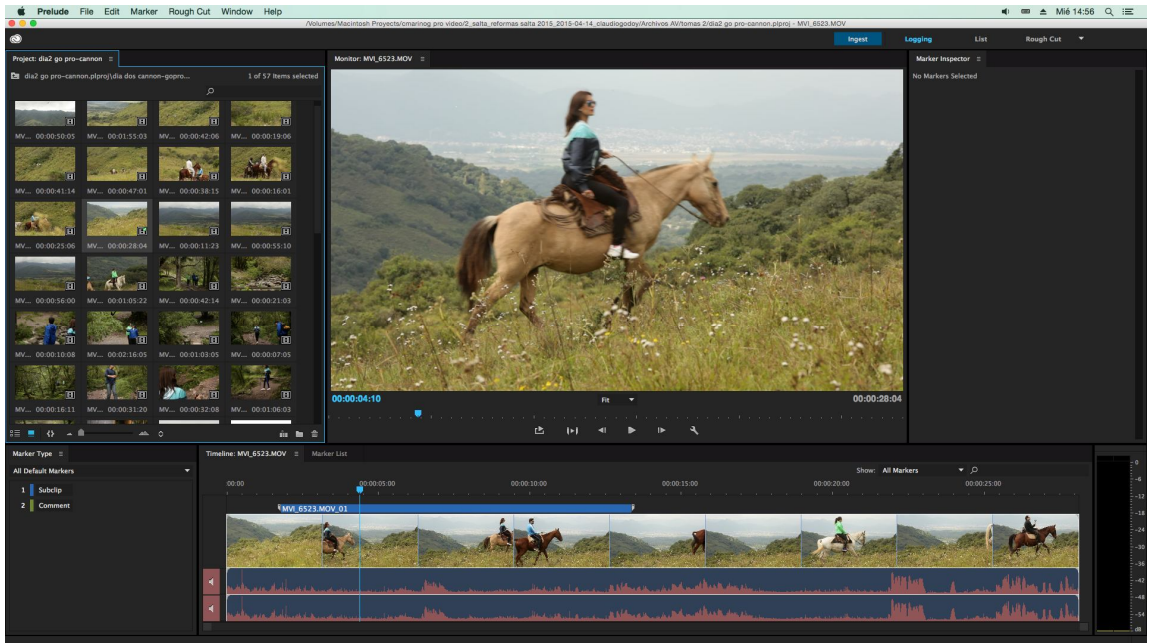 Prelude File Edit Marker Rough Cut Window Help Mié 14:56
/Volumes/Macintosh Proyects/cmarinog pro video/2_salta_reformas salta 2015_2015-04-14_claudiogodoy/Archivos AV/tomas 2/dia2 go pro-cannon.plproj - MVI_6523.MOV
Ingest Logging List Rough Cut
Project: dia2 go pro-cannon Monitor: MVI_6523.MOV Marker Inspector
dia2 go pro-cannon.plproj\dia dos cannon-gopro... 1 of 57 Items selected No Markers Selected
MV... 00:00:50:05 MV... 00:01:55:03 MV... 00:00:42:06 MV... 00:00:19:06
MV... 00:00:41:14 MV... 00:00:47:01 MV... 00:00:38:15 MV... 00:00:16:01
MV... 00:00:25:06 MV... 00:00:28:04 MV... 00:00:11:23 MV... 00:00:55:10
MV... 00:00:56:00 MV... 00:01:05:22 MV... 00:00:42:14 MV... 00:00:21:03
MV... 00:00:10:08 MV... 00:02:16:05 MV... 00:01:03:05 MV... 00:00:07:05
MV... 00:00:16:11 MV... 00:00:31:20 MV... 00:00:32:08 MV... 00:01:06:03
00:00:04:10 Fit 00:00:28:04
Marker Type Timeline: MVI_6523.MOV Marker List
All Default Markers Show: All Markers
1 Subclip
2 Comment
00:00 00:00:05:00 00:00:10:00 00:00:15:00 00:00:20:00 00:00:25:00
MVI_6523.MOV_01
0
-6
-12
-18
-24
-30
-36
-42
-48
-54
dB